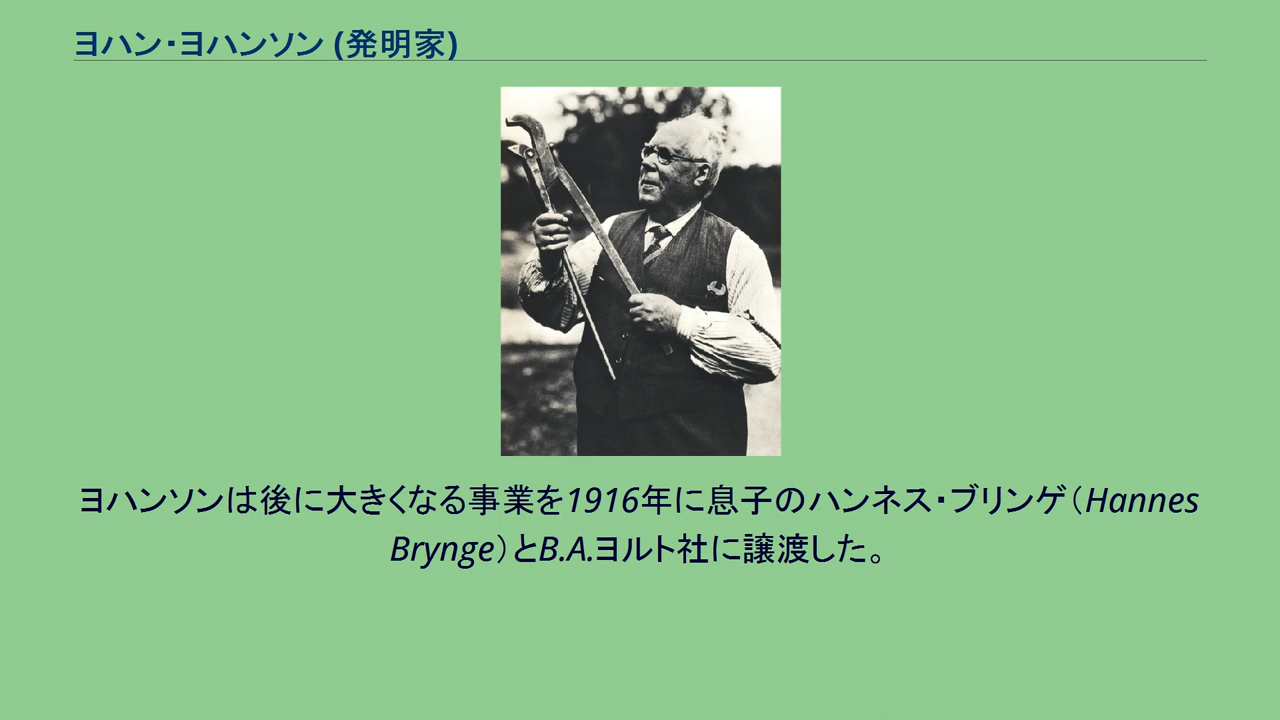 ヨハン・ヨハンソン (発明家)
ヨハンソンは後に大きくなる事業を1916年に息子のハンネス・ブリンゲ（Hannes
Brynge）とB.A.ヨルト社に譲渡した。